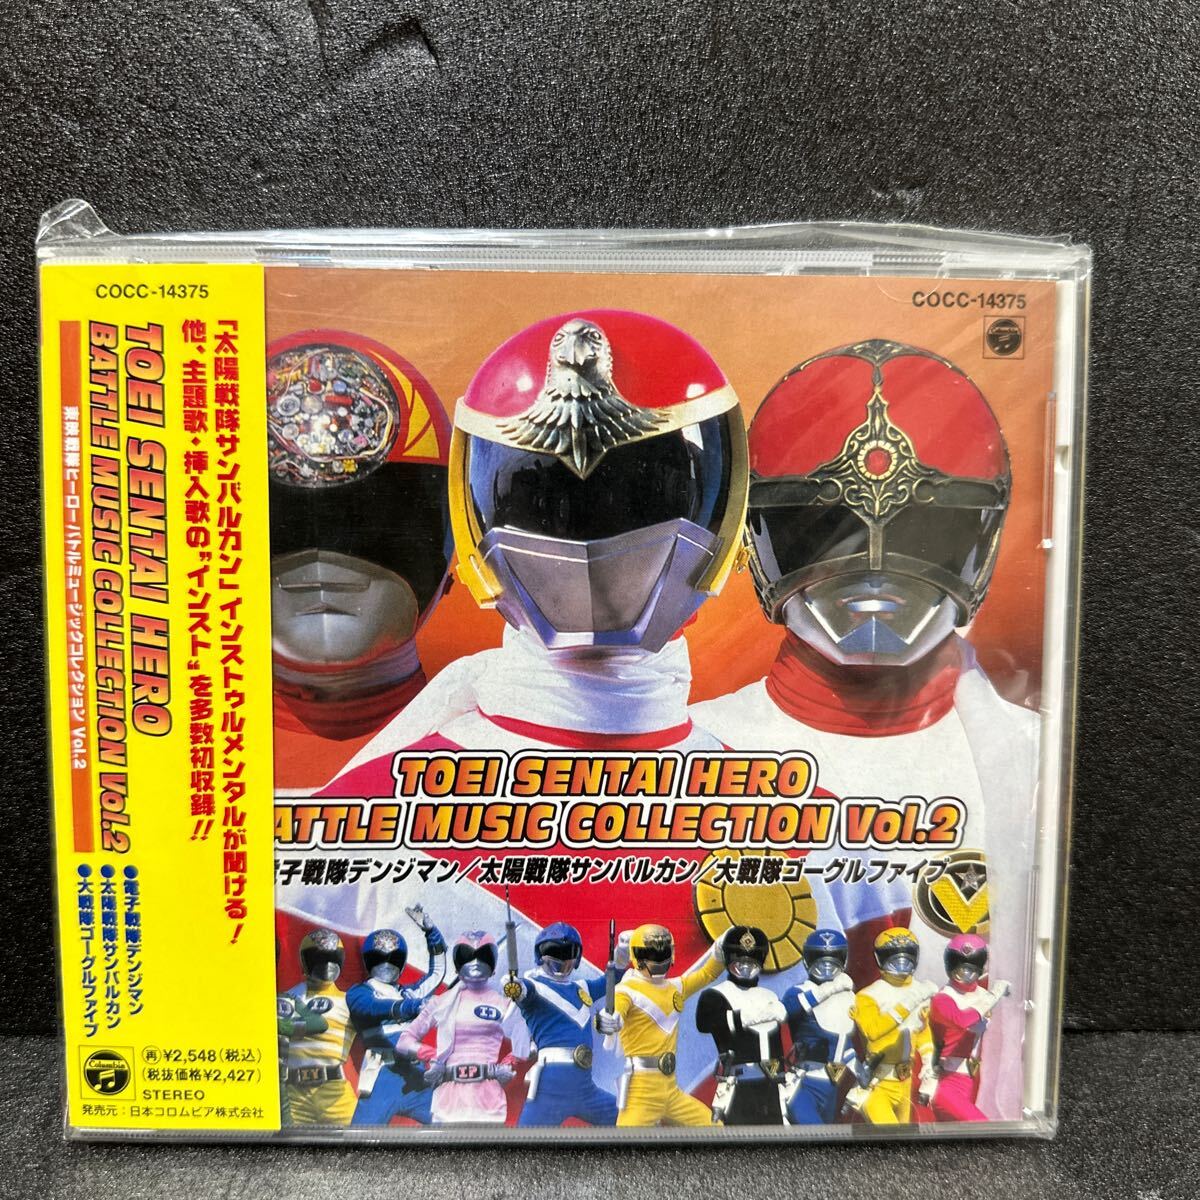 COCC-14375
「太陽戦隊サンバルカン」インストゥルメンタルが聞ける!
他、主題歌・挿入歌の"インスト"を多数初収録!!
TOEI SENTAI HERO
BATTLE MUSIC COLLECTION Vol.2
東映戦隊ヒーローバトルミュージックコレクション Vol.2
●電子戦隊デンジマン
●太陽戦隊サンバルカン
●大戦隊ゴーグルファイブ
Columbia
再¥2,548(税込)
(税抜価格¥2,427)
STEREO
発売元:日本コロムビア株式会社
COCC-14375
Columbia
TOEI SENTAI HERO
ATTLE MUSIC COLLECTION Vol.2
子戦隊デンジマン/太陽戦隊サンバルカン/大戦隊ゴーグルファイブ